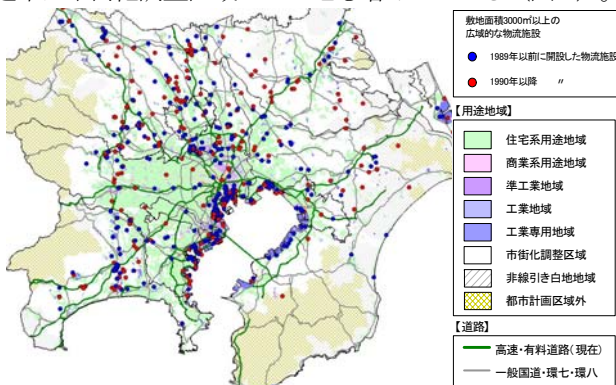 敷地面積3000㎡以上の
広域的な物流施設
1989年以前に開設した物流施設
1990年以降 〃
【用途地域】
住宅系用途地域
商業系用途地域
準工業地域
工業地域
工業専用地域
市街化調整区域
非線引き白地地域
都市計画区域外
【道路】
高速・有料道路(現在)
一般国道・環七・環八